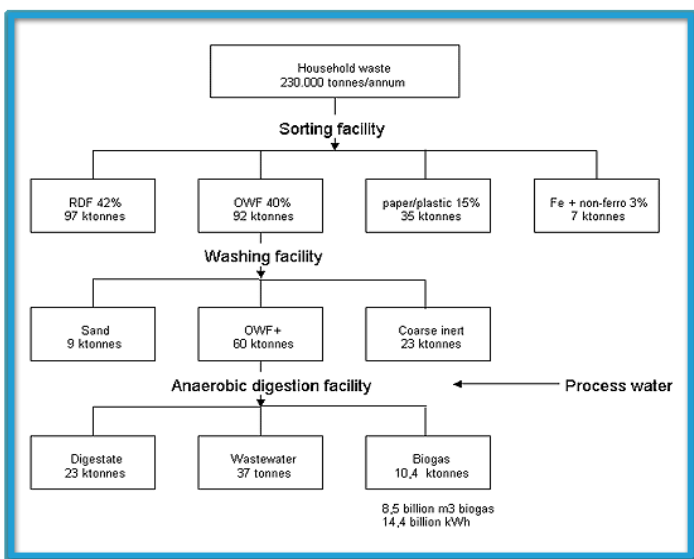 Household waste
230.000 tonnes/annum
Sorting facility
RDF 42%
97 ktonnes
OWF 40%
92 ktonnes
paper/plastic 15%
35 ktonnes
Fe + non-ferro 3%
7 ktonnes
Washing facility
Sand
9 ktonnes
OWF+
60 ktonnes
Coarse inert
23 ktonnes
Anaerobic digestion facility
Process water
Digestate
23 ktonnes
Wastewater
37 tonnes
Biogas
10,4 ktonnes
8,5 billion m3 biogas
14,4 billion kWh